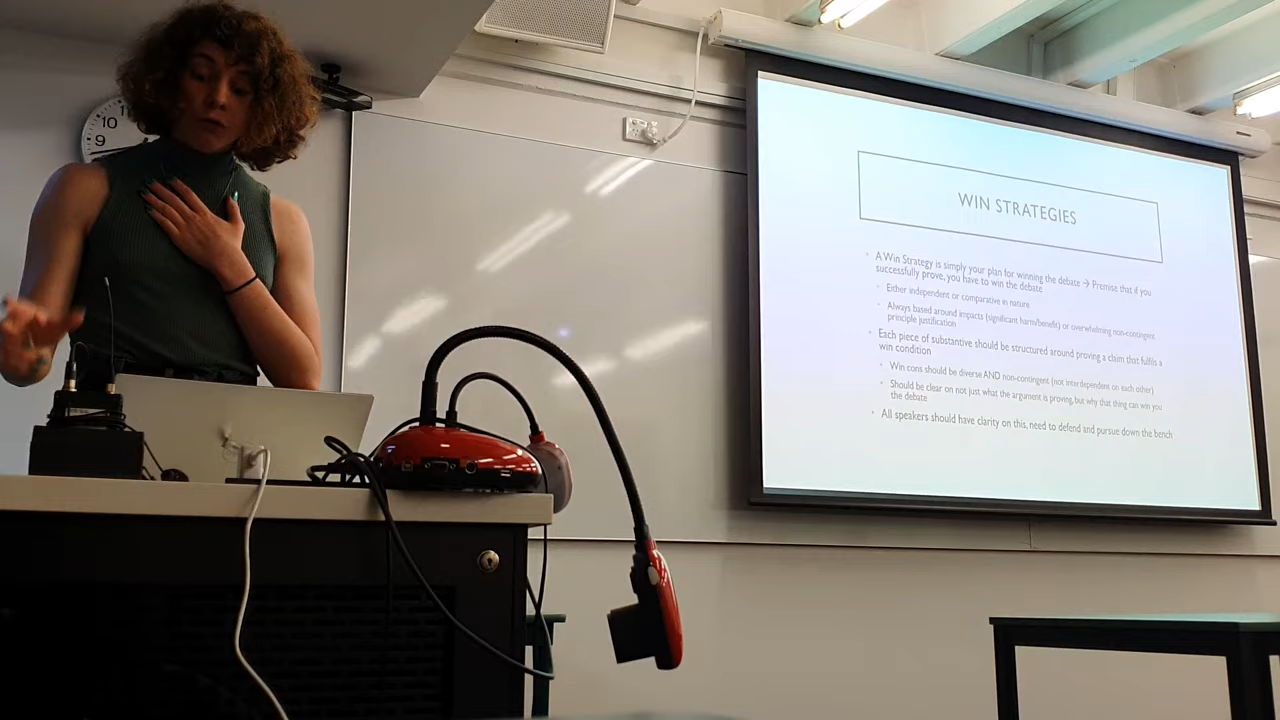 10
9
WIN STRATEGIES
A Win Strategy is simply your plan for winning the debate → Premise that if you
successfully prove, you have to win the debate
Either independent or comparative in nature
Always based around impacts (significant harm/benefit) or overwhelming non-contingent
principle justification
Each piece of substantive should be structured around proving a claim that fulfils a
win condition
Win cons should be diverse AND non-contingent (not interdependent on each other)
Should be clear on not just what the argument is proving, but why that thing can win you
the debate
All speakers should have clarity on this, need to defend and pursue down the bench